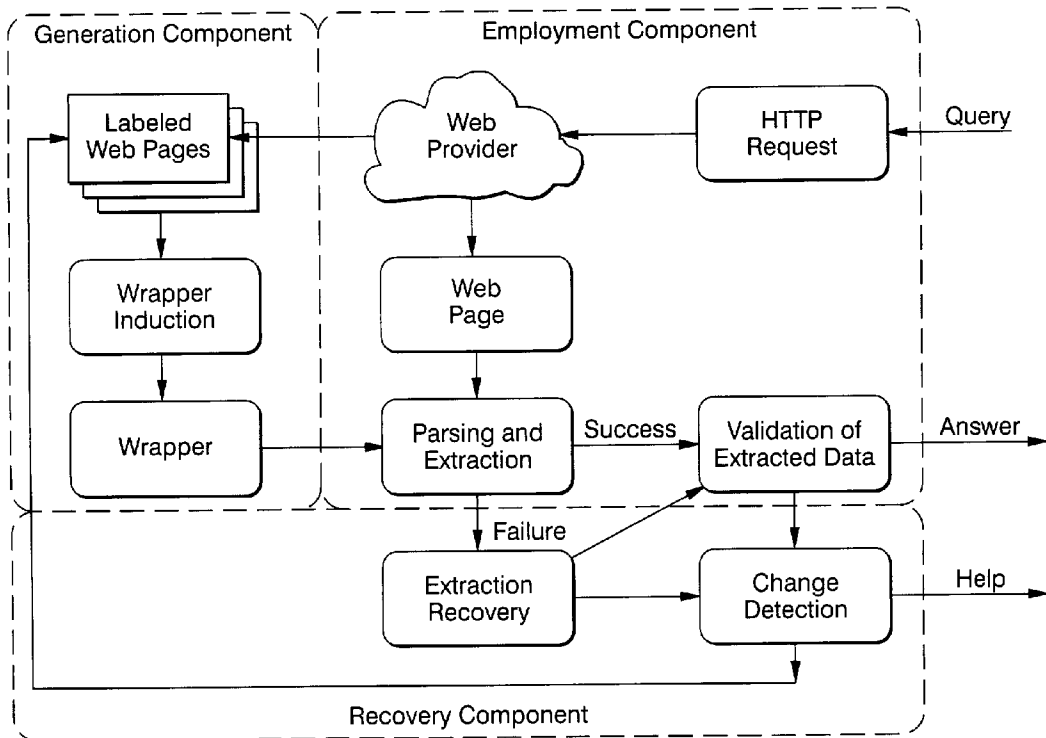 Generation Component
Employment Component
Labeled
Web Pages
Web
Provider
HTTP
Request
Query
Wrapper
Induction
Web
Page
Wrapper
Parsing and
Extraction
Success
Validation of
Extracted Data
Answer
Failure
Extraction
Recovery
Change
Detection
Help
Recovery Component